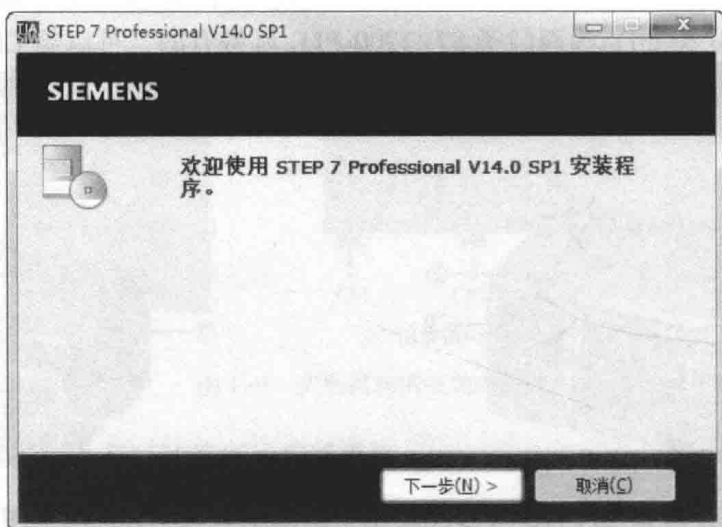 STEP 7 Professional V14.0 SP1
SIEMENS
欢迎使用 STEP 7 Professional V14.0 SP1 安装程
序。
下一步(N) >
取消(C)